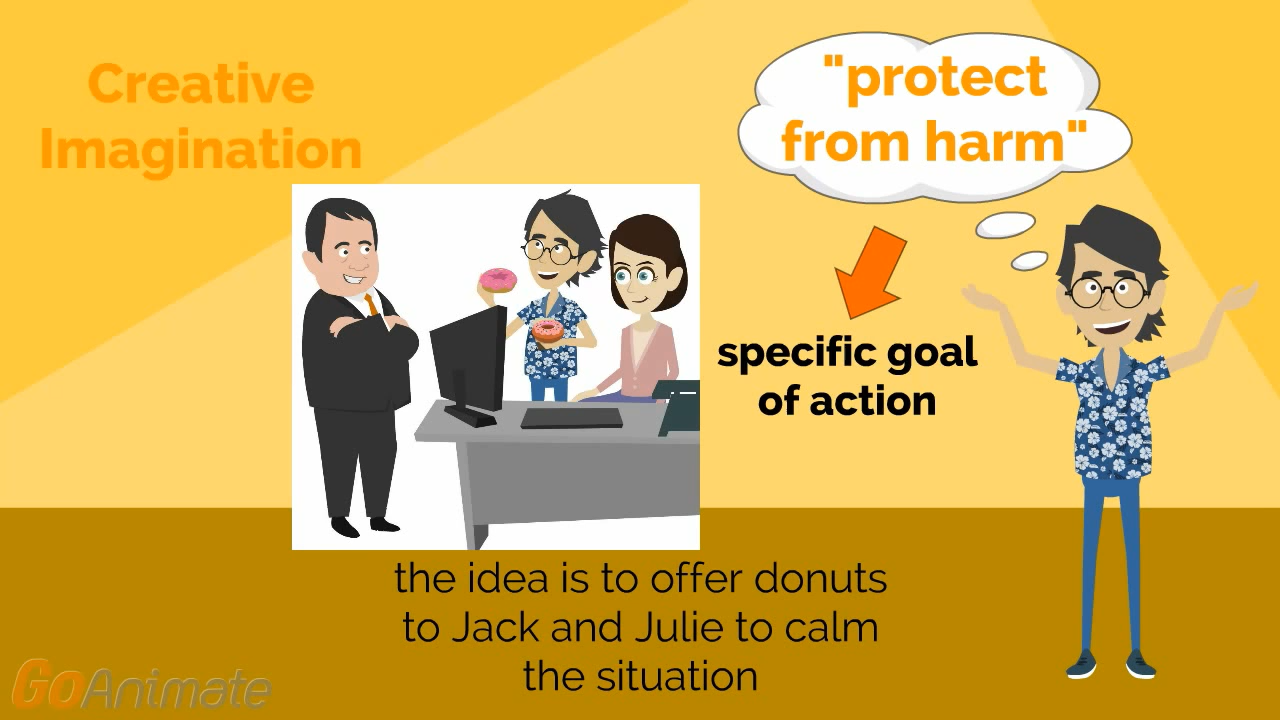 Creative
Imagination
"protect
from harm"
specific goal
of action
the idea is to offer donuts
to Jack and Julie to calm
the situation
GoAnimate